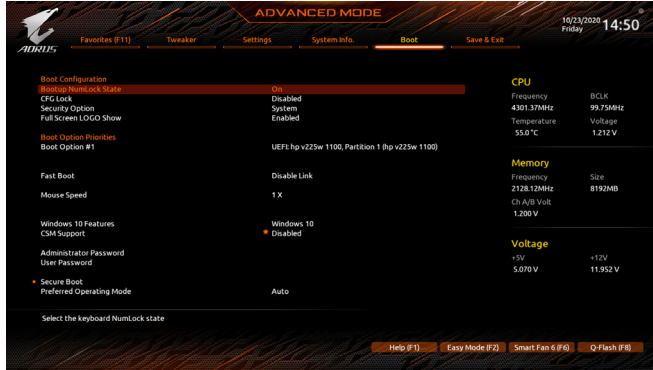 ADVANCED MODE
10/23/2020 Friday 14:50
AORUS
Favorites (F11) Tweaker Settings System Info. Boot Save & Exit
Boot Configuration
Bootup NumLock State On
CFG Lock Disabled
Security Option System
Full Screen LOGO Show Enabled
Boot Option Priorities
Boot Option #1 UEFI: hp v225w 1100, Partition 1 (hp v225w 1100)
Fast Boot Disable Link
Mouse Speed 1 X
Windows 10 Features Windows 10
CSM Support Disabled
Administrator Password
User Password
Secure Boot
Preferred Operating Mode Auto
Select the keyboard NumLock state
CPU
Frequency BCLK
4301.37MHz 99.75MHz
Temperature Voltage
55.0 °C 1.212 V
Memory
Frequency Size
2128.12MHz 8192MB
Ch A/B Volt
1.200 V
Voltage
+5V +12V
5.070 V 11.952 V
Help (F1) Easy Mode (F2) Smart Fan 6 (F6) Q-Flash (F8)